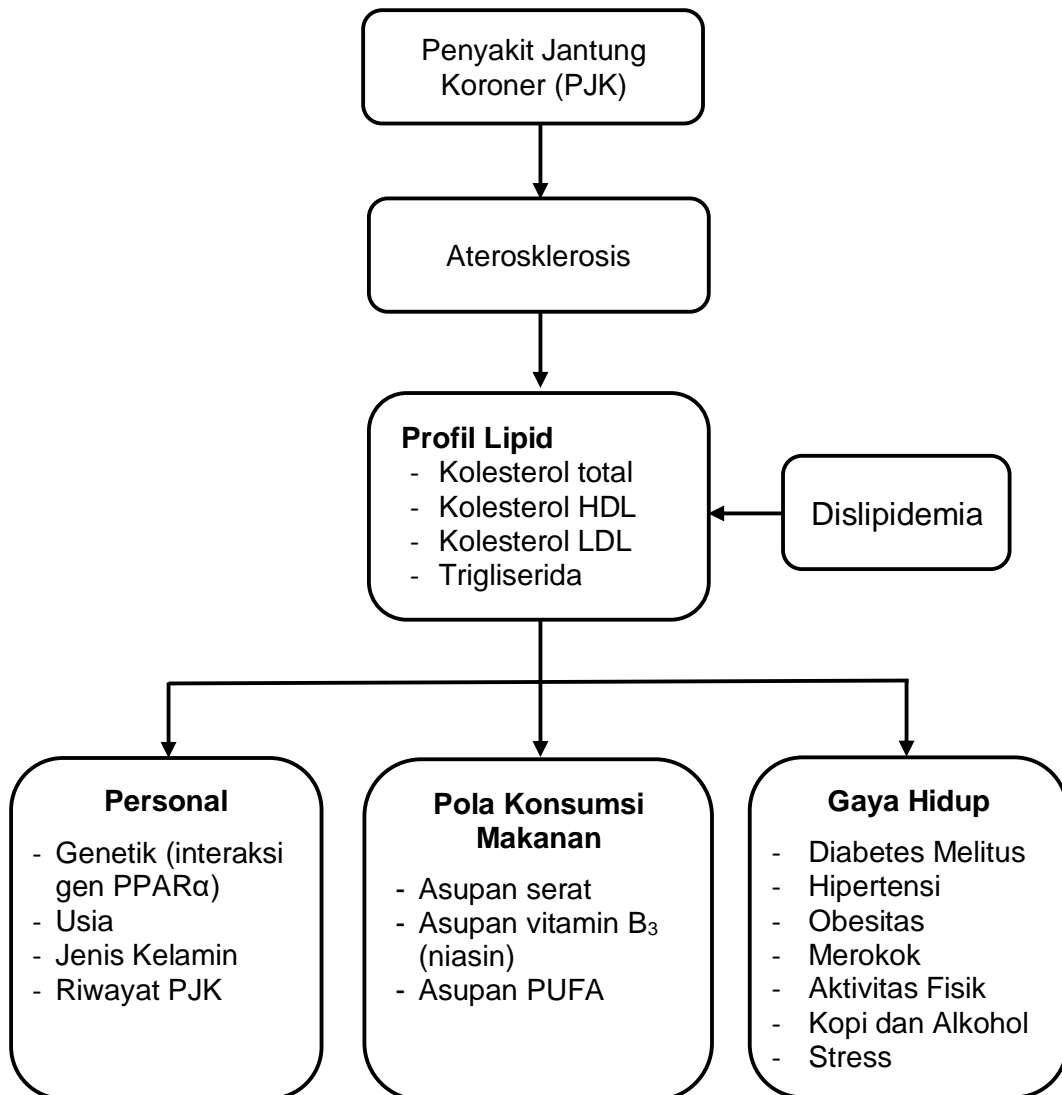 Penyakit Jantung
Koroner (PJK)
Aterosklerosis
Profil Lipid
- Kolesterol total
- Kolesterol HDL
- Kolesterol LDL
- Trigliserida
Dislipidemia
Personal
- Genetik (interaksi
gen PPARα)
- Usia
- Jenis Kelamin
- Riwayat PJK
Pola Konsumsi
Makanan
- Asupan serat
- Asupan vitamin B₃
(niasin)
- Asupan PUFA
Gaya Hidup
- Diabetes Melitus
- Hipertensi
- Obesitas
- Merokok
- Aktivitas Fisik
- Kopi dan Alkohol
- Stress